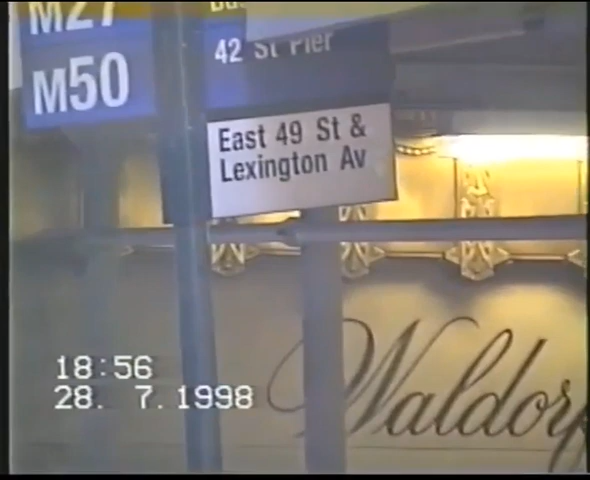 M27
M50
42 St Pier
East 49 St &
Lexington Av
Waldorf
18:56
28. 7.1998